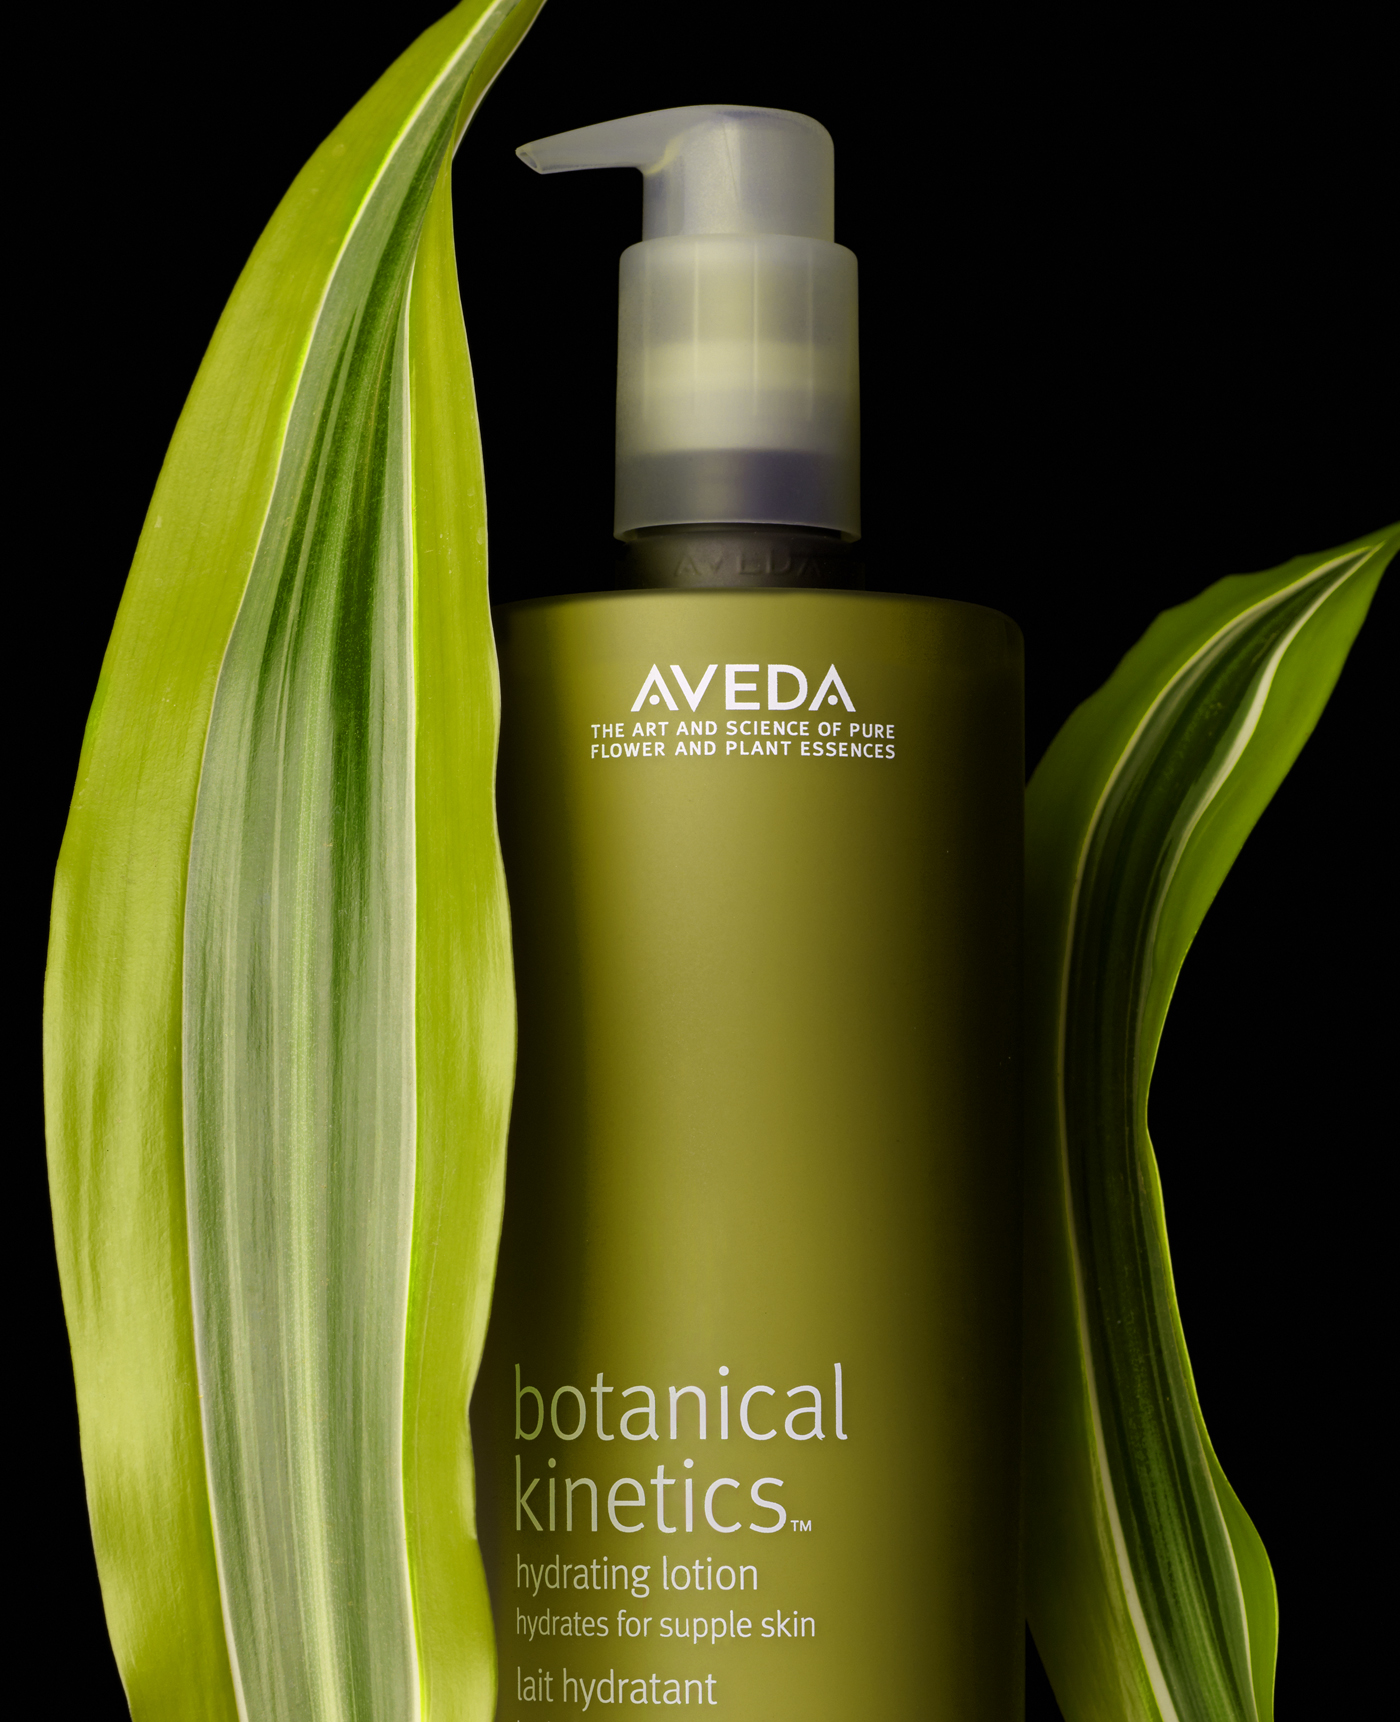 AVEDA
AVEDA
THE ART AND SCIENCE OF PURE
FLOWER AND PLANT ESSENCES
botanical
kinetics™
hydrating lotion
hydrates for supple skin
lait hydratant